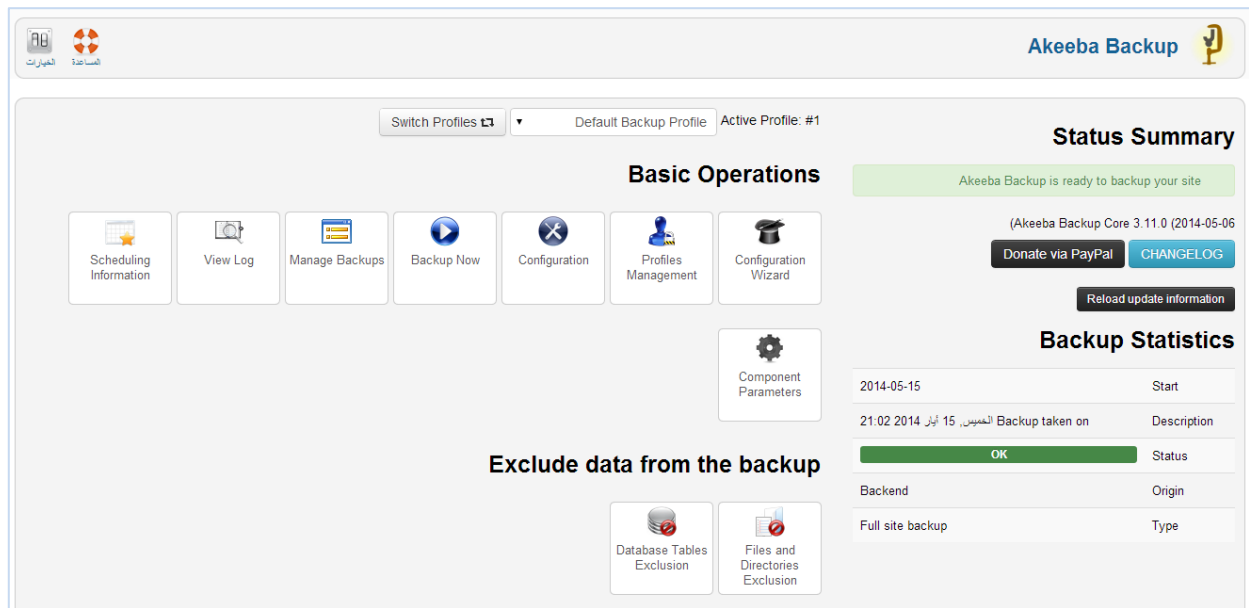 Akeeba Backup
المساعدة
الخيارات
Status Summary
Akeeba Backup is ready to backup your site
(Akeeba Backup Core 3.11.0 (2014-05-06
CHANGELOG
Donate via PayPal
Reload update information
Backup Statistics
Start 2014-05-15
Description Backup taken on الخميس, 15 أيار 2014 21:02
Status OK
Origin Backend
Type Full site backup
Active Profile: #1
Default Backup Profile
Switch Profiles
Basic Operations
Configuration
Wizard
Profiles
Management
Configuration
Backup Now
Manage Backups
View Log
Scheduling
Information
Component
Parameters
Exclude data from the backup
Files and
Directories
Exclusion
Database Tables
Exclusion